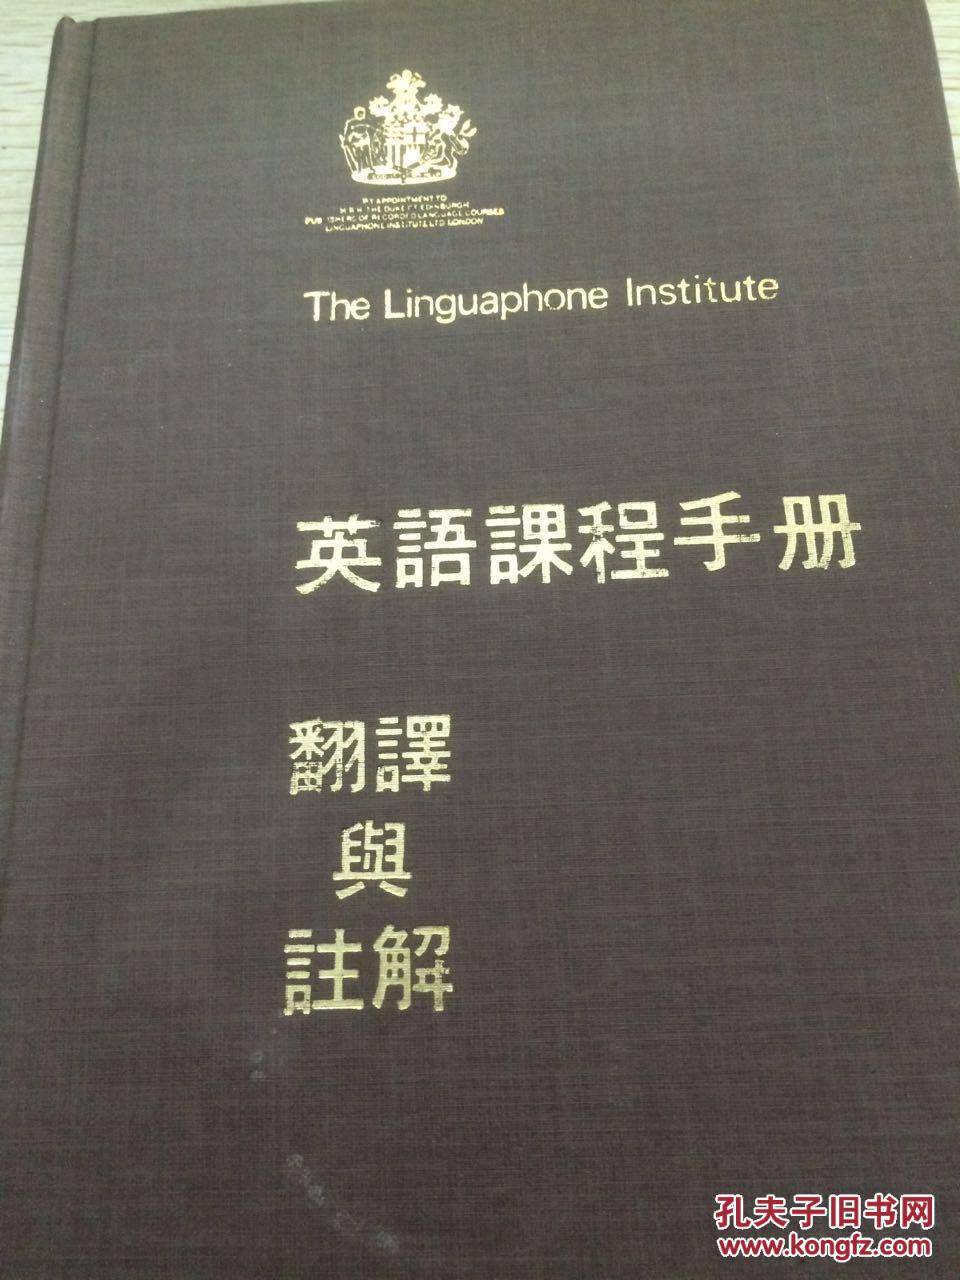 BY APPOINTMENT TO
H.R.H. THE DUKE OF EDINBURGH
PUBLISHERS OF RECORDED LANGUAGE COURSES
LINGUAPHONE INSTITUTE LTD LONDON
The Linguaphone Institute
英語課程手册
翻譯
與
註解
孔夫子旧书网
www.kongfz.com